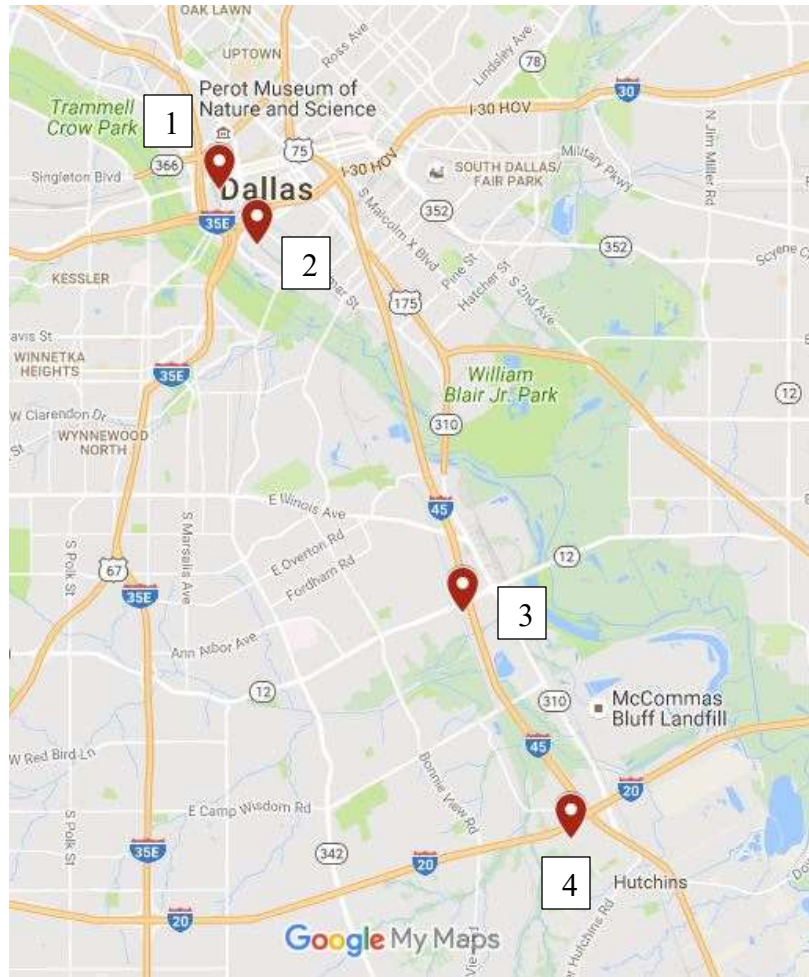 OAK LAWN
UPTOWN
Ross Ave
Lindsley Ave
78
Perot Museum of
Nature and Science
Trammell
Crow Park
1
I-30 HOV
30
N Jim Miller Rd
366
75
I-30 HOV
Military Pkwy
Singleton Blvd
Dallas
SOUTH DALLAS/
FAIR PARK
S Malcolm X Blvd
352
35E
352
Scyene
2
Pine St
Hatcher St
S 2nd Ave
KESSLER
175
WINNETKA
HEIGHTS
35E
William
Blair Jr. Park
12
W Clarendon Dr
310
WYNNEWOOD
NORTH
E Illinois Ave
45
S Polk St
S Marsalis Ave
E Overton Rd
12
67
Fordham Rd
35E
3
Ann Arbor Ave
12
310
McCommas
Bluff Landfill
W Red Bird Ln
45
Bonnie View Rd
20
E Camp Wisdom Rd
S Polk St
35E
342
20
4
Hutchins
20
Google My Maps
Hutchins Rd